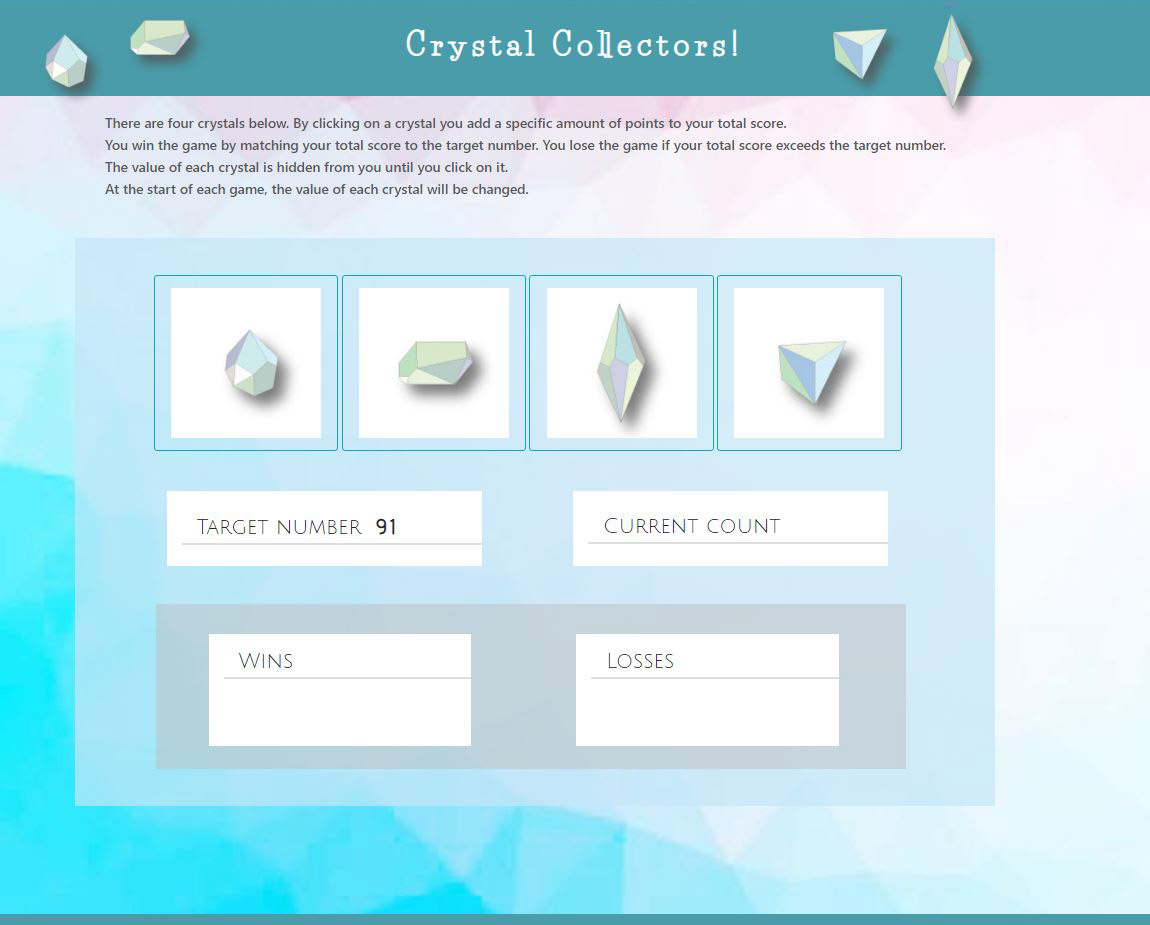 Crystal Collectors!
There are four crystals below. By clicking on a crystal you add a specific amount of points to your total score.
You win the game by matching your total score to the target number. You lose the game if your total score exceeds the target number.
The value of each crystal is hidden from you until you click on it.
At the start of each game, the value of each crystal will be changed.
Target number 91
Current count
Wins
Losses